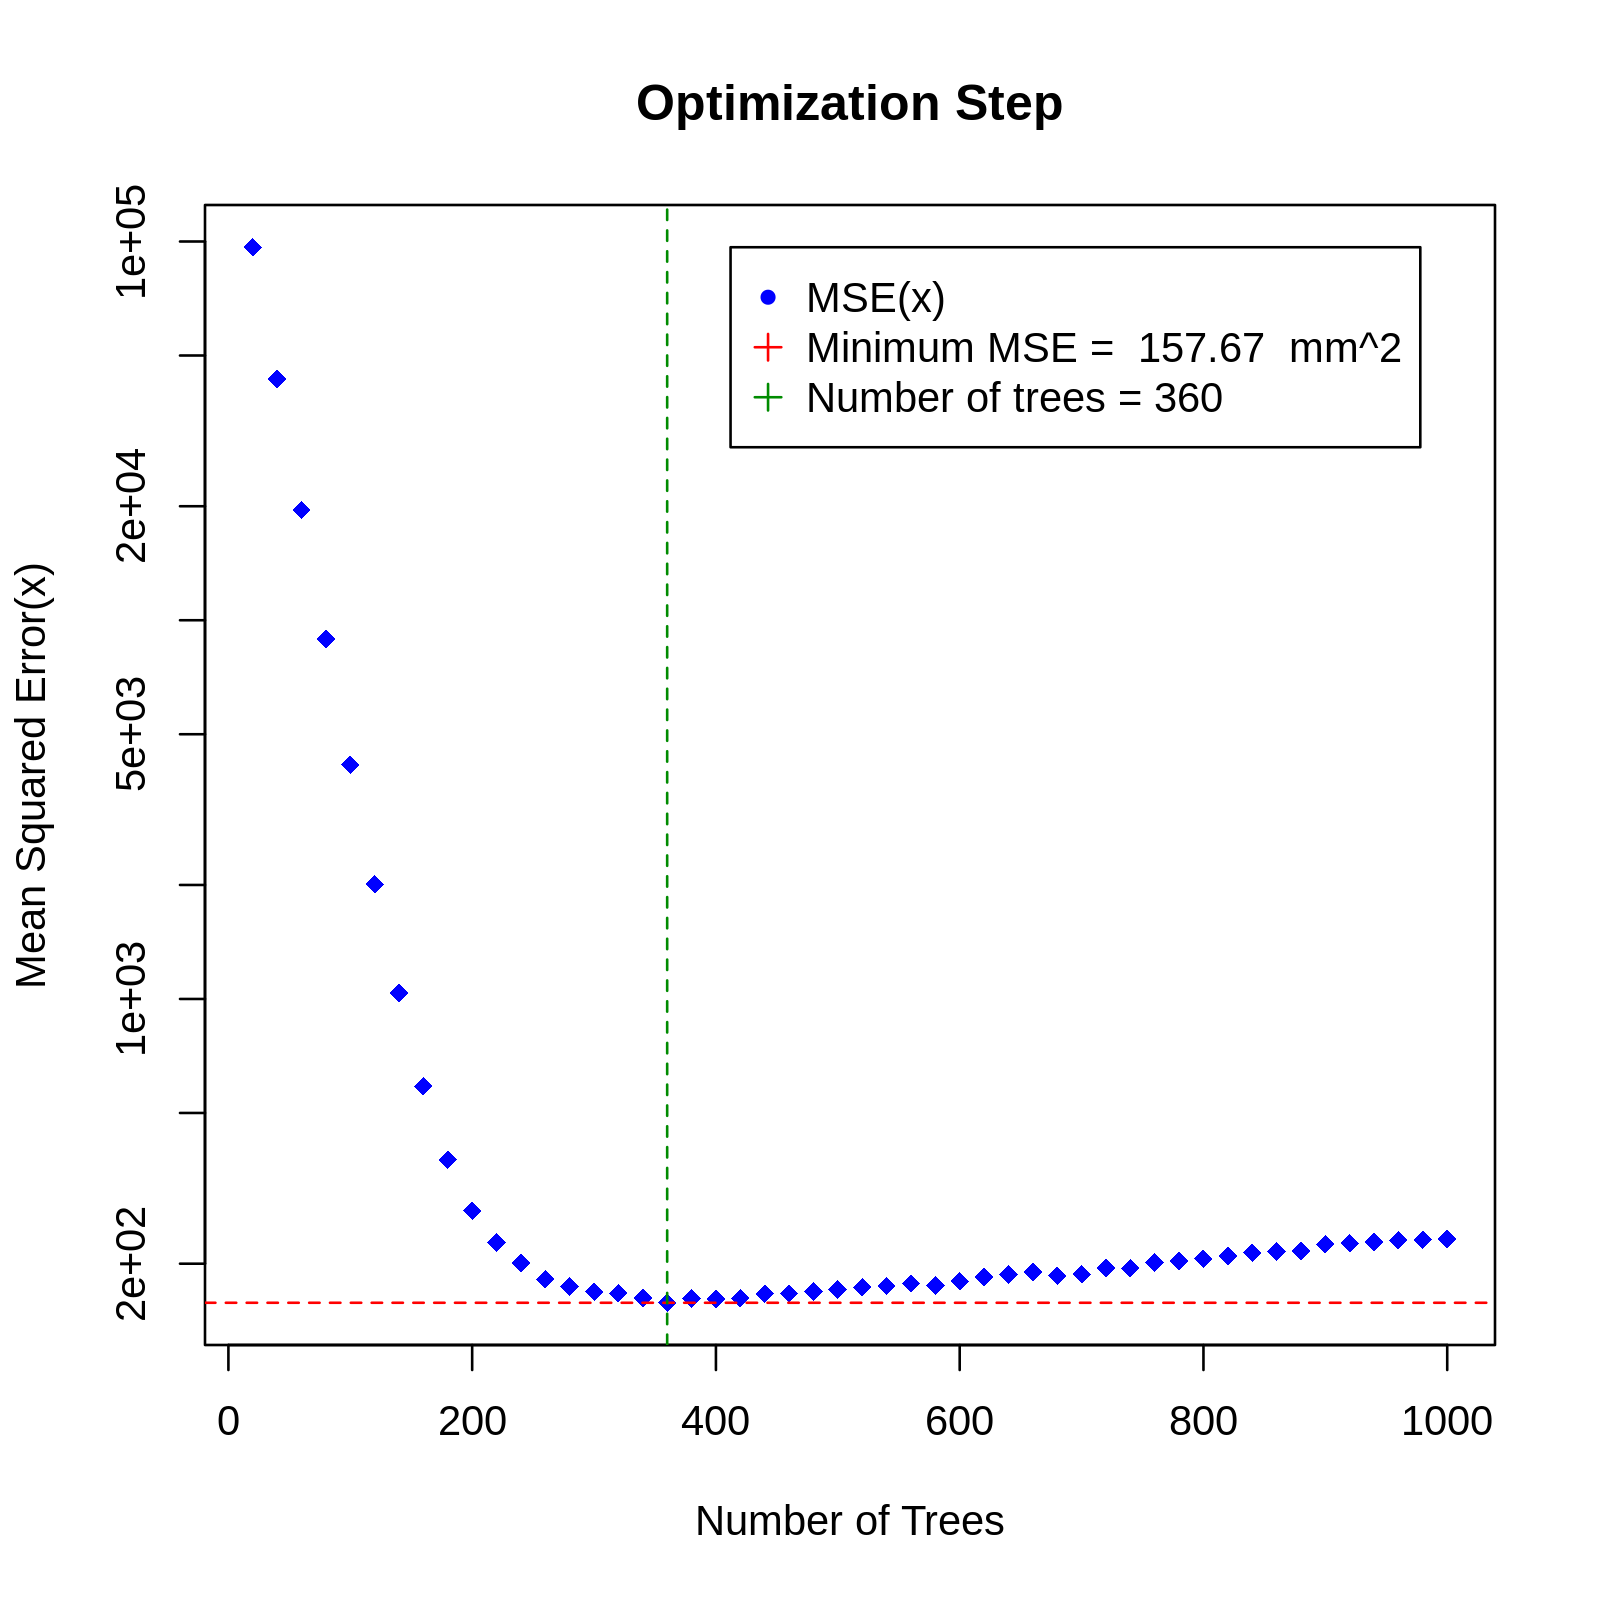 Optimization Step
MSE(x)
Minimum MSE =  157.67  mm^2
Number of trees = 360
Mean Squared Error(x)
1e+05
2e+04
5e+03
1e+03
2e+02
0 200 400 600 800 1000
Number of Trees